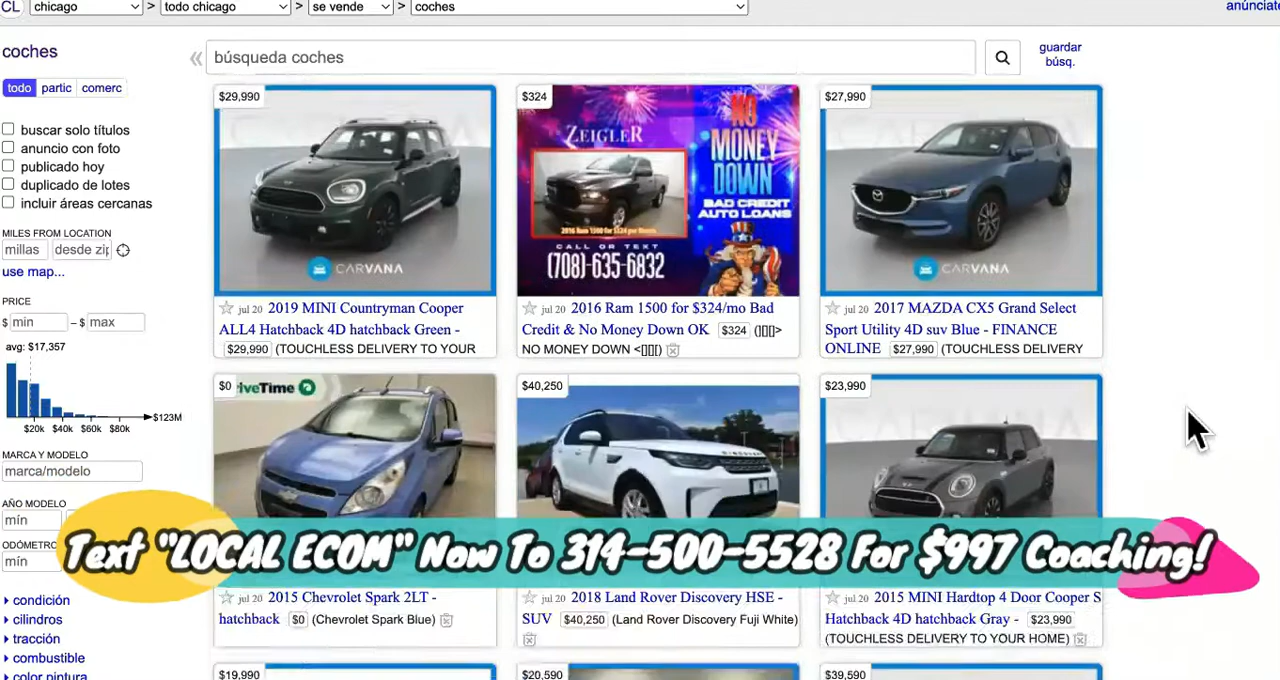 CL chicago > todo chicago > se vende > coches anúnciate
coches
« búsqueda coches
guardar
búsq.
todo partic comerc
buscar solo títulos
anuncio con foto
publicado hoy
duplicado de lotes
incluir áreas cercanas
MILES FROM LOCATION
millas desde zip
use map...
PRICE
$ min – $ max
avg: $17,357
$123M
$20k $40k $60k $80k
MARCA Y MODELO
marca/modelo
AÑO MODELO
mín
ODÓMETRO
mín
condición
cilindros
tracción
combustible
color pintura
$29,990
CARVANA
jul 20 2019 MINI Countryman Cooper
ALL4 Hatchback 4D hatchback Green -
$29,990 (TOUCHLESS DELIVERY TO YOUR
$324
ZEIGLER
NO
MONEY
DOWN
BAD CREDIT
AUTO LOANS
2016 Ram 1500 for $324 per Month
CALL OR TEXT
(708)-635-6832
jul 20 2016 Ram 1500 for $324/mo Bad
Credit & No Money Down OK $324 ([][]>
NO MONEY DOWN <[][][)
$27,990
CARVANA
jul 20 2017 MAZDA CX5 Grand Select
Sport Utility 4D suv Blue - FINANCE
ONLINE $27,990 (TOUCHLESS DELIVERY
$0
riveTime
$40,250
DISCOVERY
$23,990
Text "LOCAL ECOM" Now To 314-500-5528 For $997 Coaching!
jul 20 2015 Chevrolet Spark 2LT -
hatchback $0 (Chevrolet Spark Blue)
jul 20 2018 Land Rover Discovery HSE -
SUV $40,250 (Land Rover Discovery Fuji White)
jul 20 2015 MINI Hardtop 4 Door Cooper S
Hatchback 4D hatchback Gray - $23,990
(TOUCHLESS DELIVERY TO YOUR HOME)
$19,990
$20,590
$39,590